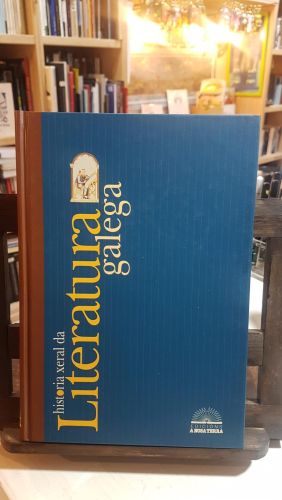 historia xeral da
Literatura
galega
EDICIÓNS
A NOSA TERRA